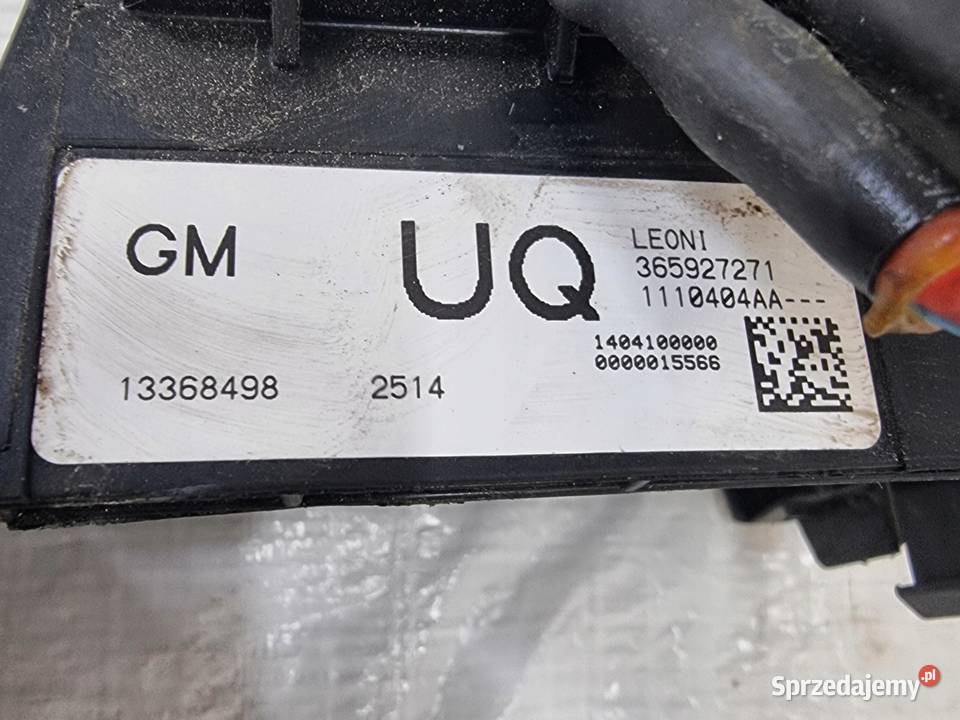 GM
UQ
LEONI
365927271
1110404AA---
1404100000
0000015566
13368498
2514
Sprzedajemy.pl